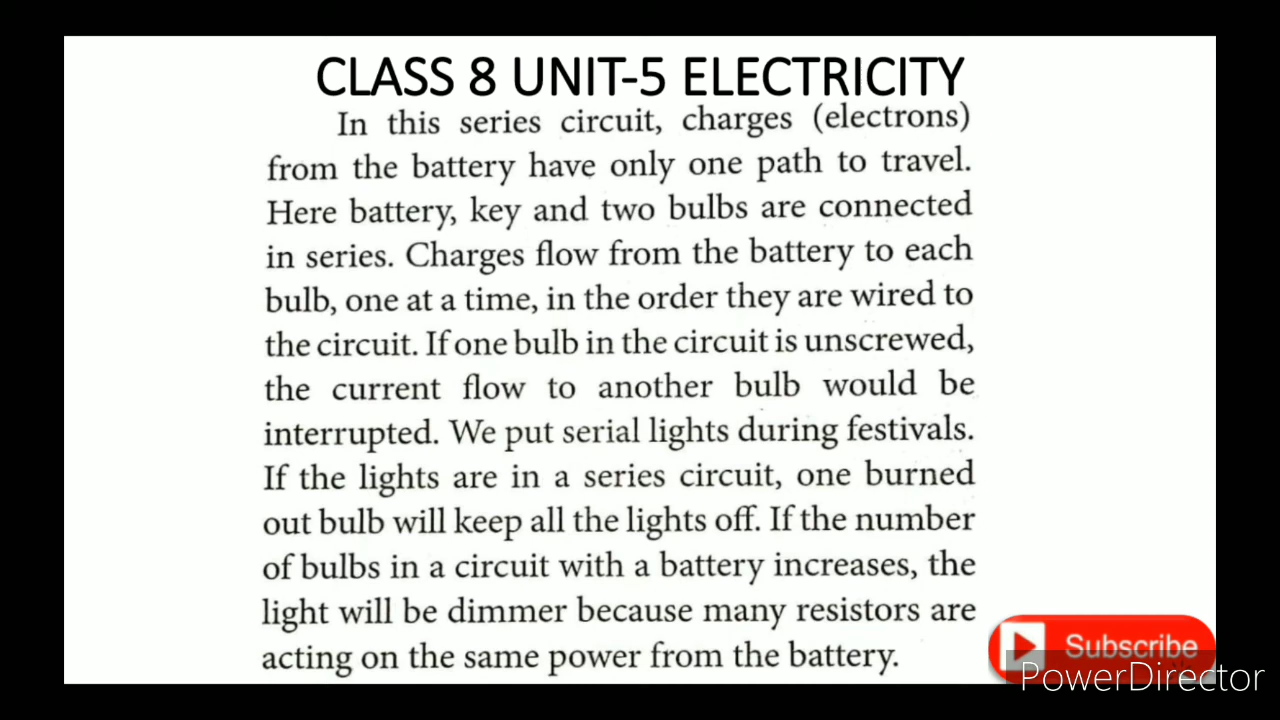 CLASS 8 UNIT-5 ELECTRICITY
In this series circuit, charges (electrons)
from the battery have only one path to travel.
Here battery, key and two bulbs are connected
in series. Charges flow from the battery to each
bulb, one at a time, in the order they are wired to
the circuit. If one bulb in the circuit is unscrewed,
the current flow to another bulb would be
interrupted. We put serial lights during festivals.
If the lights are in a series circuit, one burned
out bulb will keep all the lights off. If the number
of bulbs in a circuit with a battery increases, the
light will be dimmer because many resistors are
acting on the same power from the battery.
Subscribe
PowerDirector